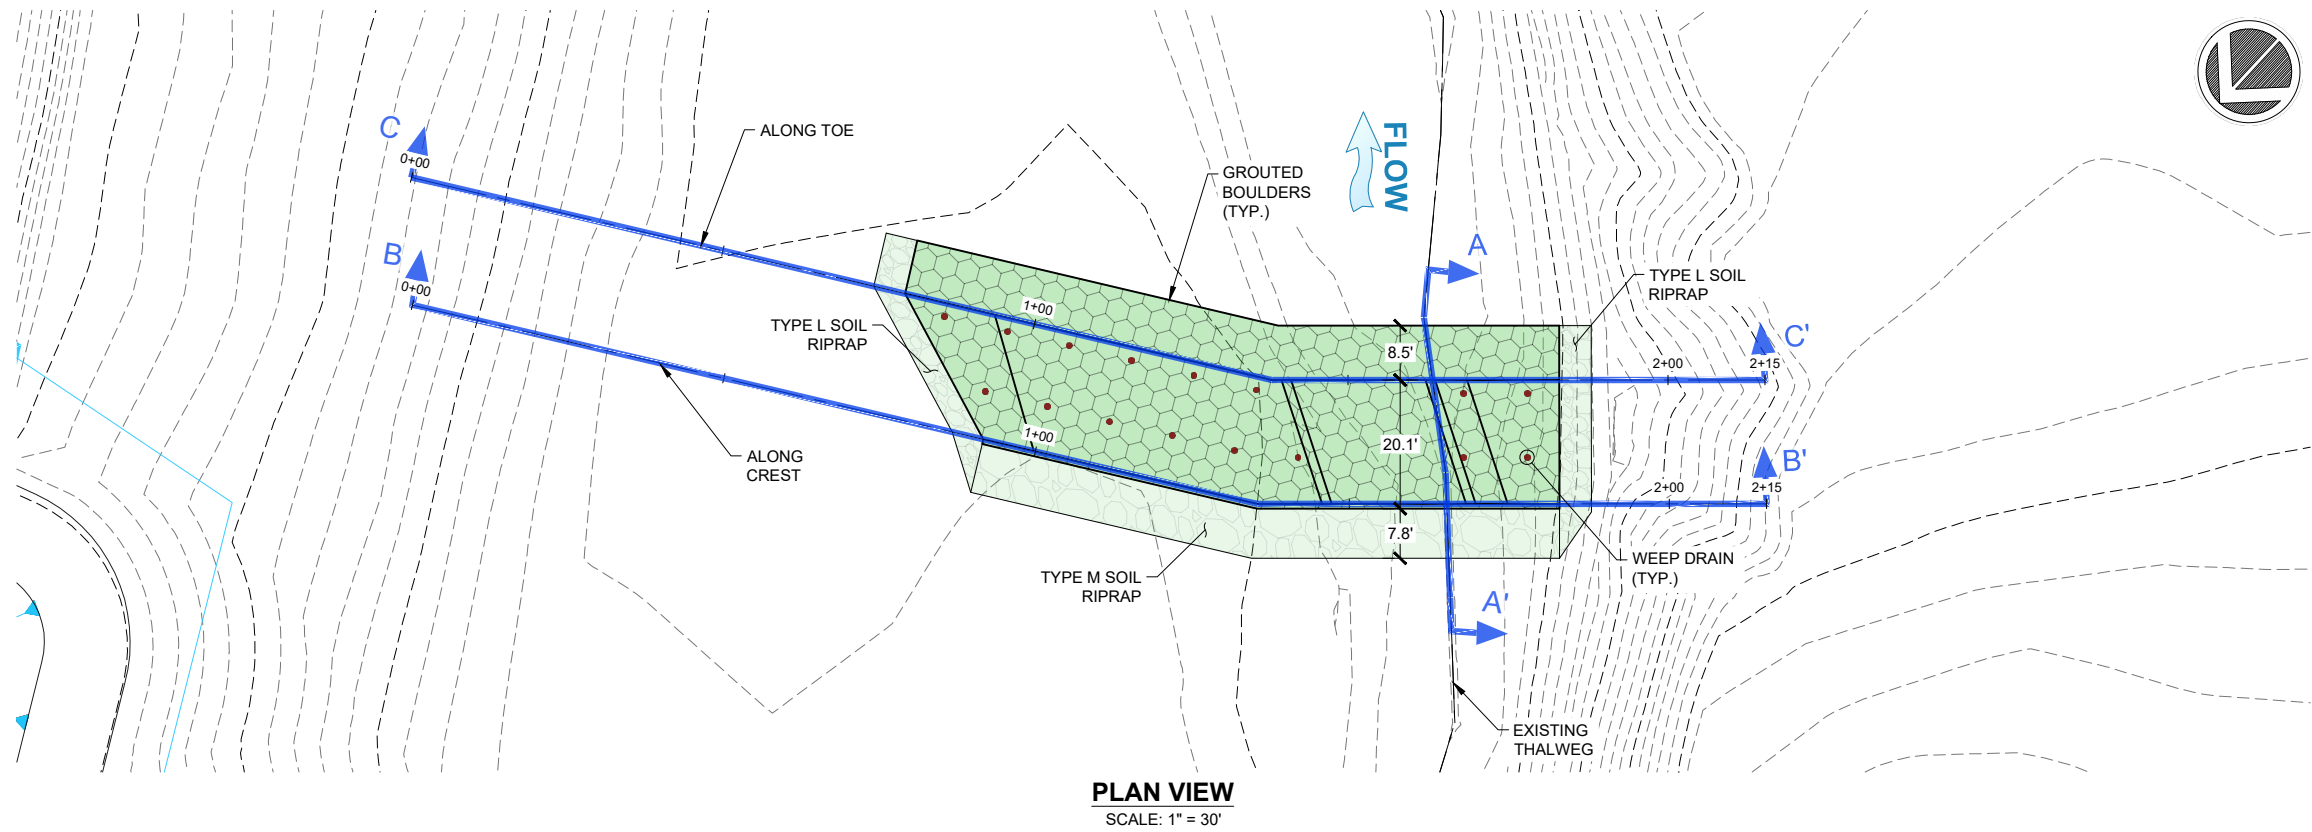 C
0+00
ALONG TOE
B
0+00
GROUTED
BOULDERS
(TYP.)
FLOW
A
TYPE L SOIL
RIPRAP
TYPE L SOIL
RIPRAP
1+00
8.5'
C'
2+00
2+15
ALONG
CREST
1+00
20.1'
B'
2+00
2+15
7.8'
WEEP DRAIN
(TYP.)
TYPE M SOIL
RIPRAP
A'
EXISTING
THALWEG
PLAN VIEW
SCALE: 1" = 30'